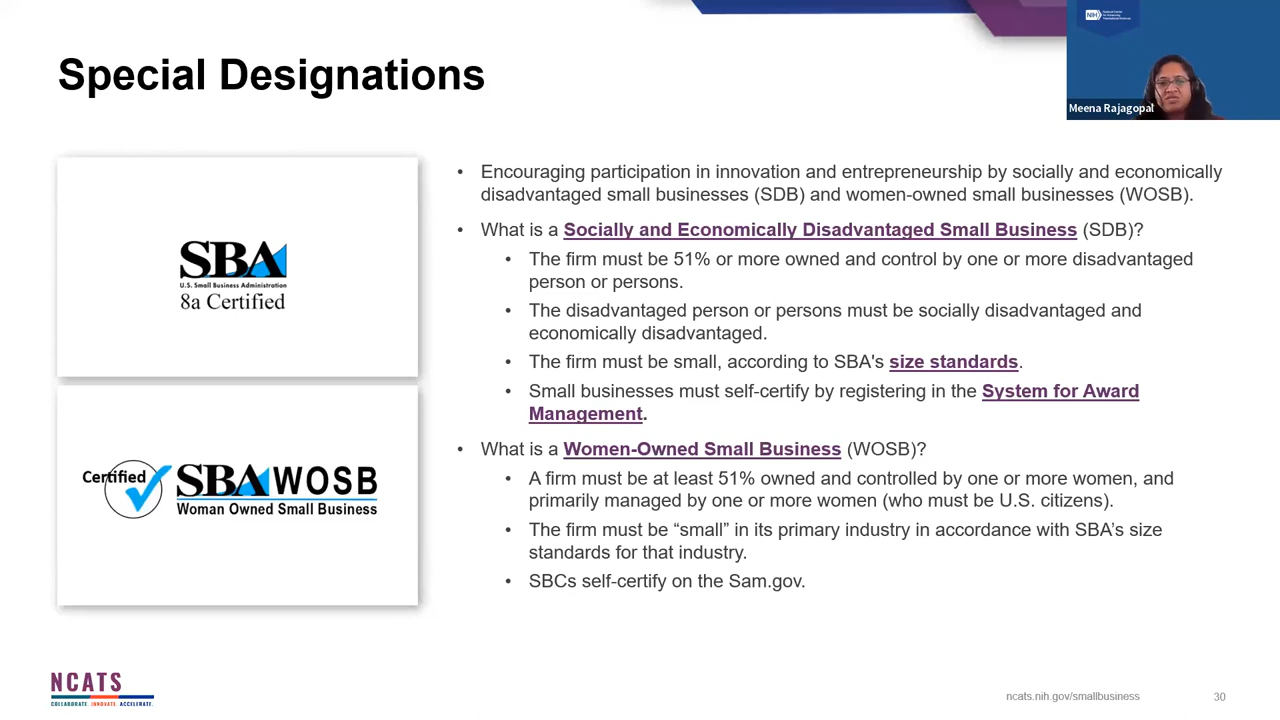 Special Designations
NIH
Meena Rajagopal
SBA
U.S. Small Business Administration
8a Certified
Certified
SBA WOSB
Woman Owned Small Business
• Encouraging participation in innovation and entrepreneurship by socially and economically
disadvantaged small businesses (SDB) and women-owned small businesses (WOSB).
• What is a Socially and Economically Disadvantaged Small Business (SDB)?
• The firm must be 51% or more owned and control by one or more disadvantaged
person or persons.
• The disadvantaged person or persons must be socially disadvantaged and
economically disadvantaged.
• The firm must be small, according to SBA's size standards.
• Small businesses must self-certify by registering in the System for Award
Management.
• What is a Women-Owned Small Business (WOSB)?
• A firm must be at least 51% owned and controlled by one or more women, and
primarily managed by one or more women (who must be U.S. citizens).
• The firm must be “small” in its primary industry in accordance with SBA’s size
standards for that industry.
• SBCs self-certify on the Sam.gov.
NCATS
COLLABORATE. INNOVATE. ACCELERATE.
ncats.nih.gov/smallbusiness
30